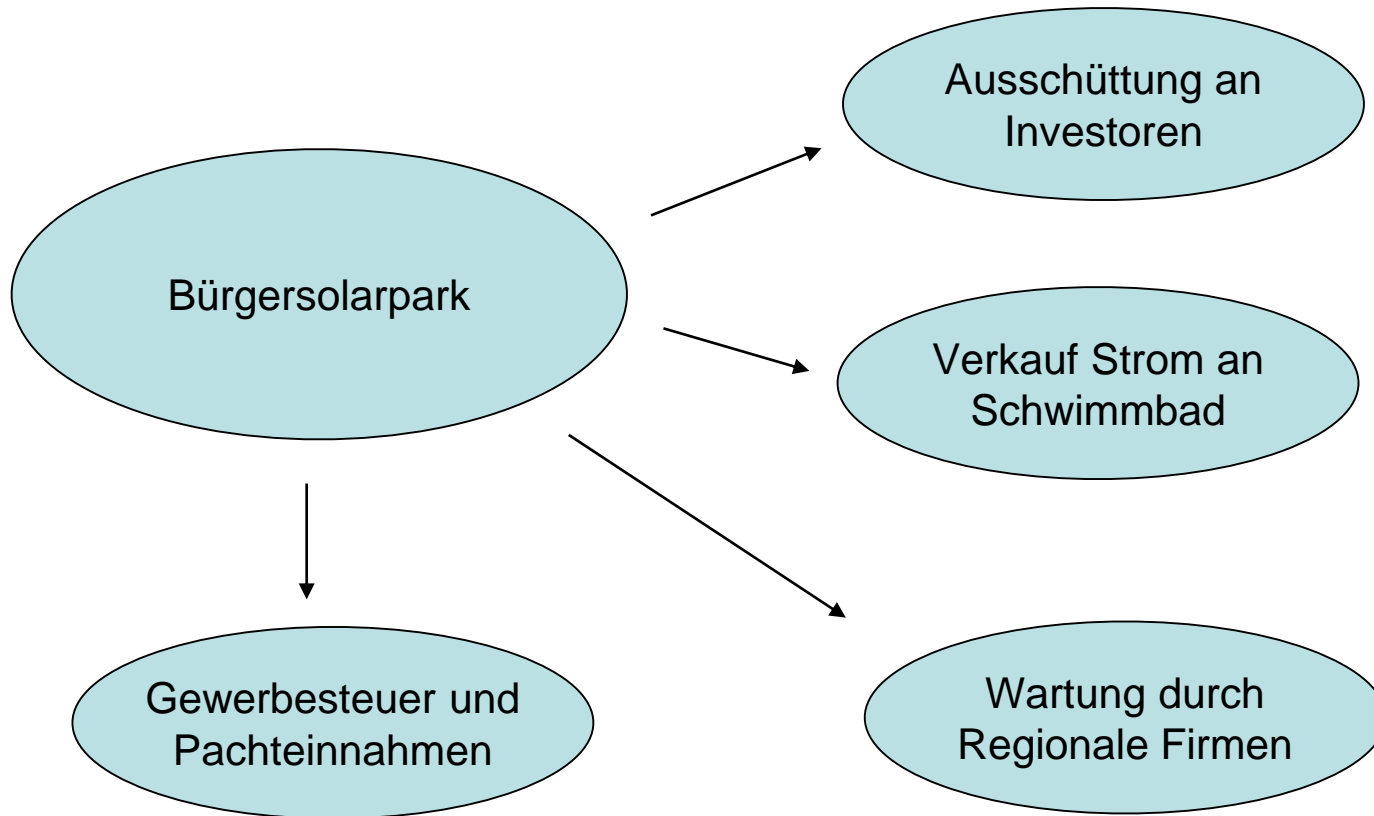 Ausschüttung an
Investoren
Bürgersolarpark
Verkauf Strom an
Schwimmbad
Gewerbesteuer und
Pachteinnahmen
Wartung durch
Regionale Firmen